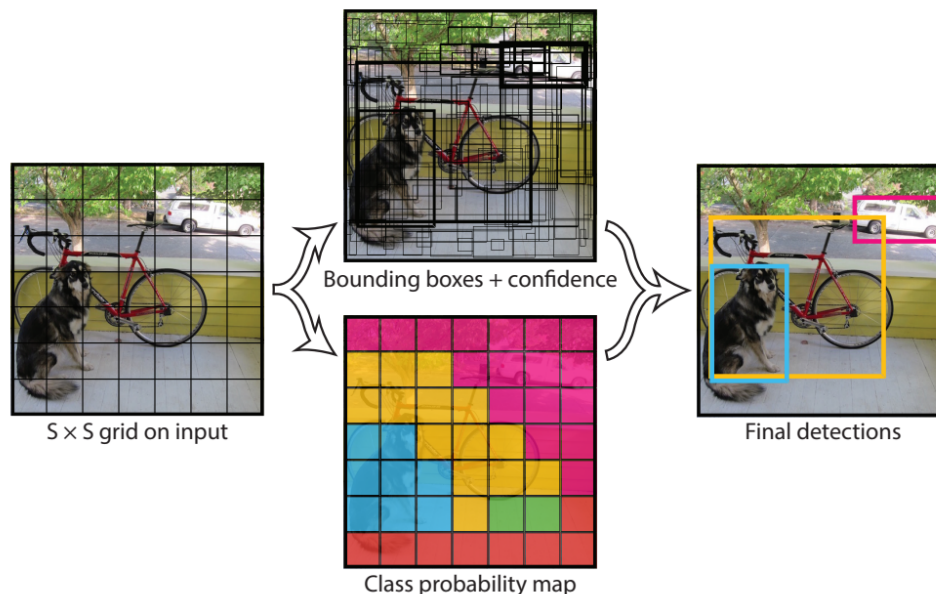 Bounding boxes + confidence
S × S grid on input
Final detections
Class probability map